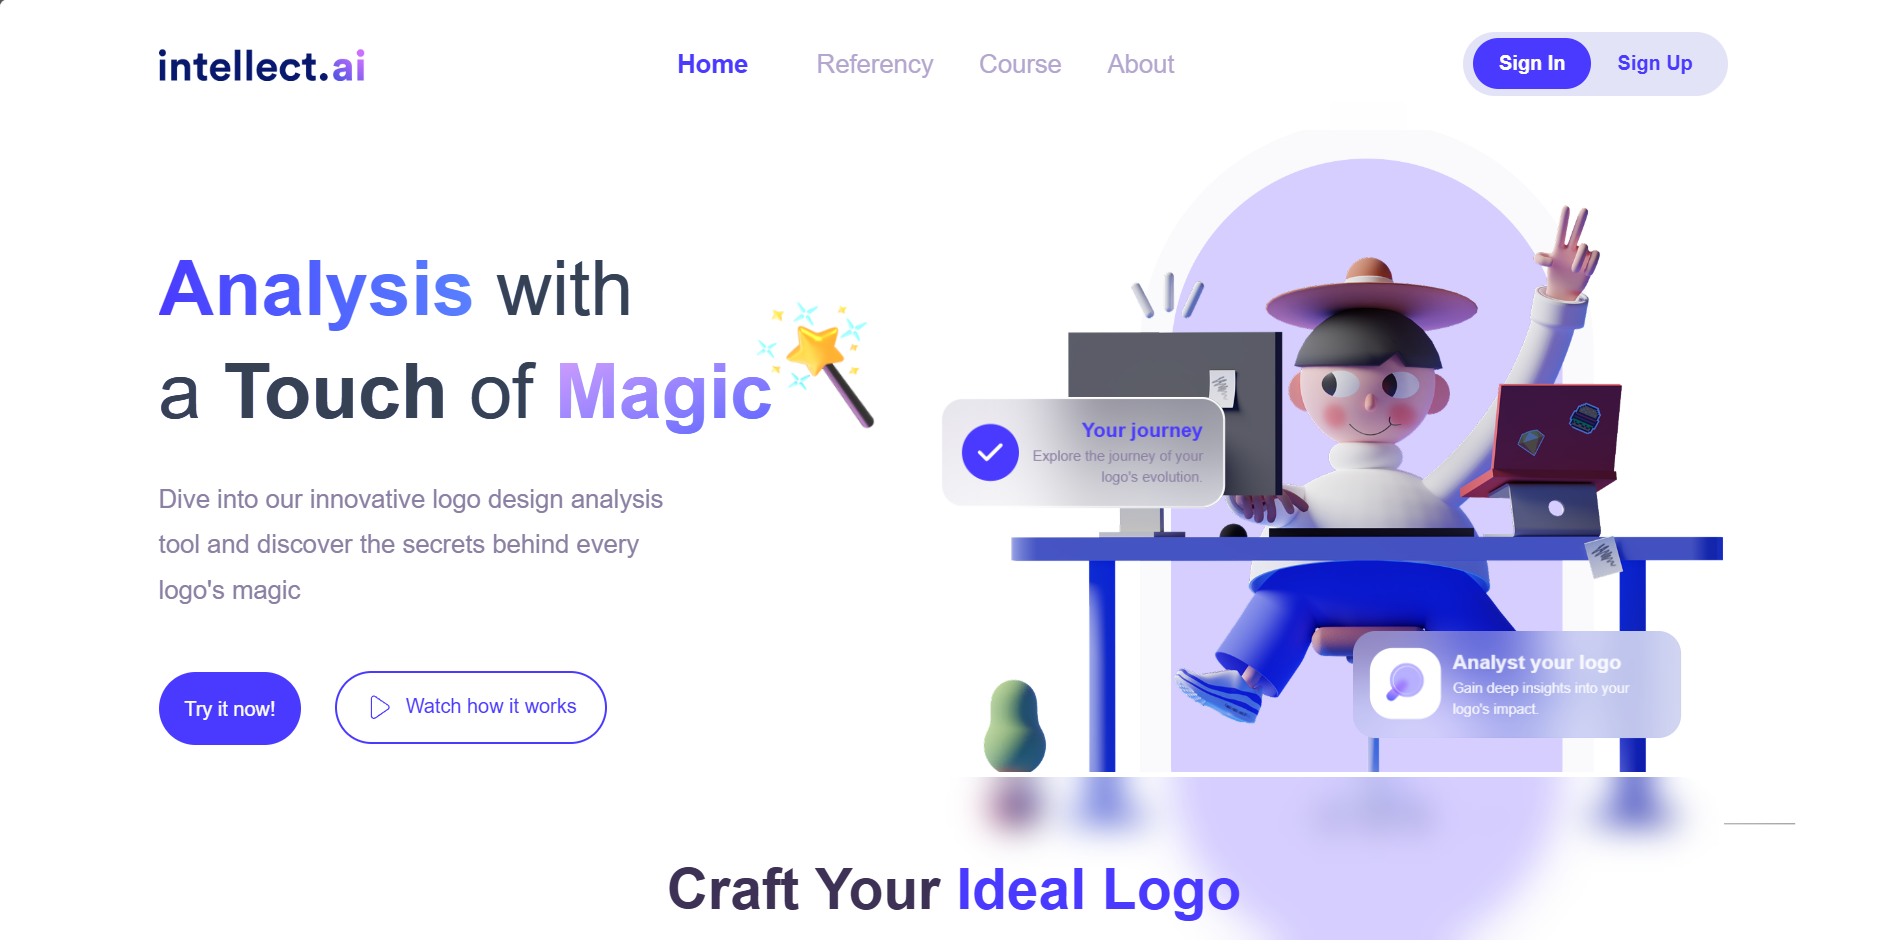 intellect.ai
Home Referency Course About
Sign In Sign Up
Analysis with
a Touch of Magic
Dive into our innovative logo design analysis
tool and discover the secrets behind every
logo's magic
Try it now!
Watch how it works
Your journey
Explore the journey of your
logo's evolution.
Analyst your logo
Gain deep insights into your
logo's impact.
Craft Your Ideal Logo